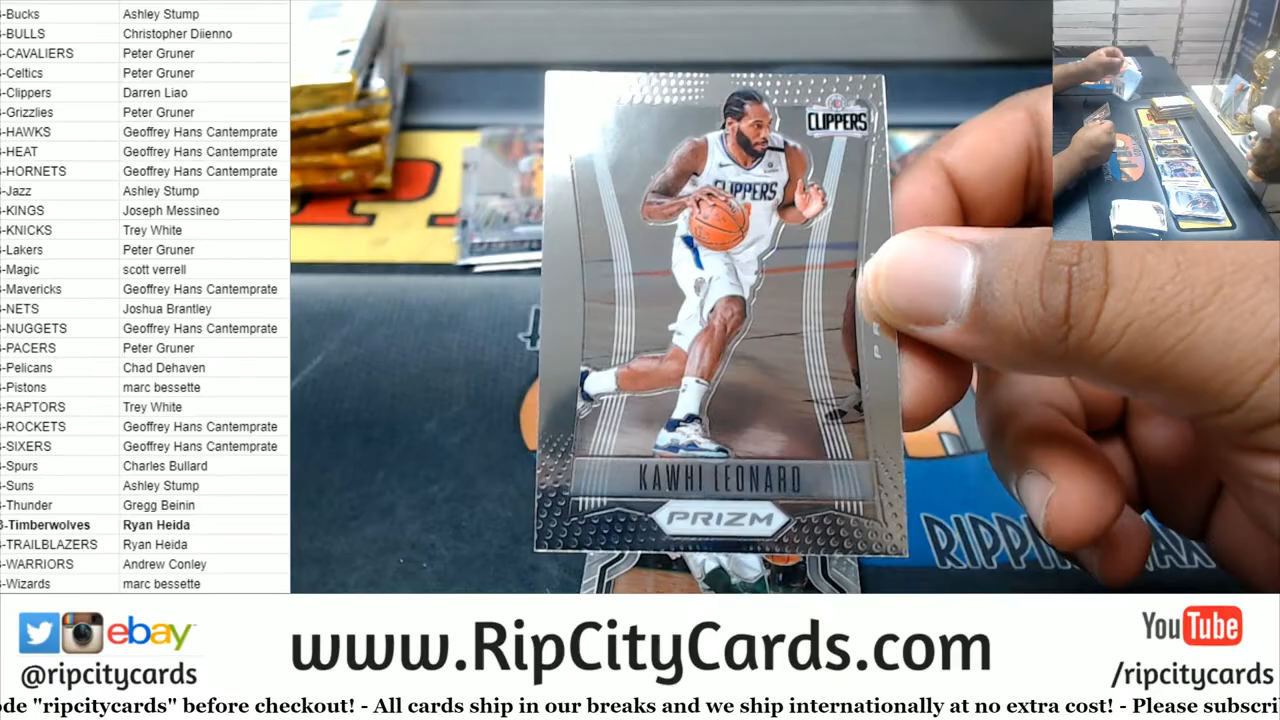 -Bucks Ashley Stump
-BULLS Christopher Diienno
-CAVALIERS Peter Gruner
-Celtics Peter Gruner
-Clippers Darren Liao
-Grizzlies Peter Gruner
-HAWKS Geoffrey Hans Cantemprate
-HEAT Geoffrey Hans Cantemprate
-HORNETS Geoffrey Hans Cantemprate
-Jazz Ashley Stump
-KINGS Joseph Messineo
-KNICKS Trey White
-Lakers Peter Gruner
-Magic scott verrell
-Mavericks Geoffrey Hans Cantemprate
-NETS Joshua Brantley
-NUGGETS Geoffrey Hans Cantemprate
-PACERS Peter Gruner
-Pelicans Chad Dehaven
-Pistons marc bessette
-RAPTORS Trey White
-ROCKETS Geoffrey Hans Cantemprate
-SIXERS Geoffrey Hans Cantemprate
-Spurs Charles Bullard
-Suns Ashley Stump
-Thunder Gregg Beinin
-Timberwolves Ryan Heida
-TRAILBLAZERS Ryan Heida
-WARRIORS Andrew Conley
-Wizards marc bessette
CLIPPERS
CLIPPERS
KAWHI LEONARD
PRIZM
ebay
@ripcitycards
www.RipCityCards.com
YouTube
/ripcitycards
"ripcitycards" before checkout! - All cards ship in our breaks and we ship internationally at no extra cost! - Please